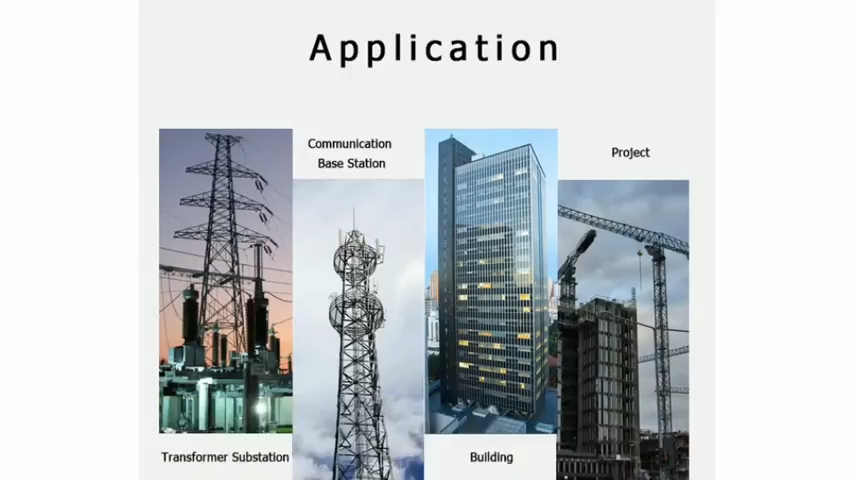 Application
Communication
Base Station
Project
Transformer Substation
Building